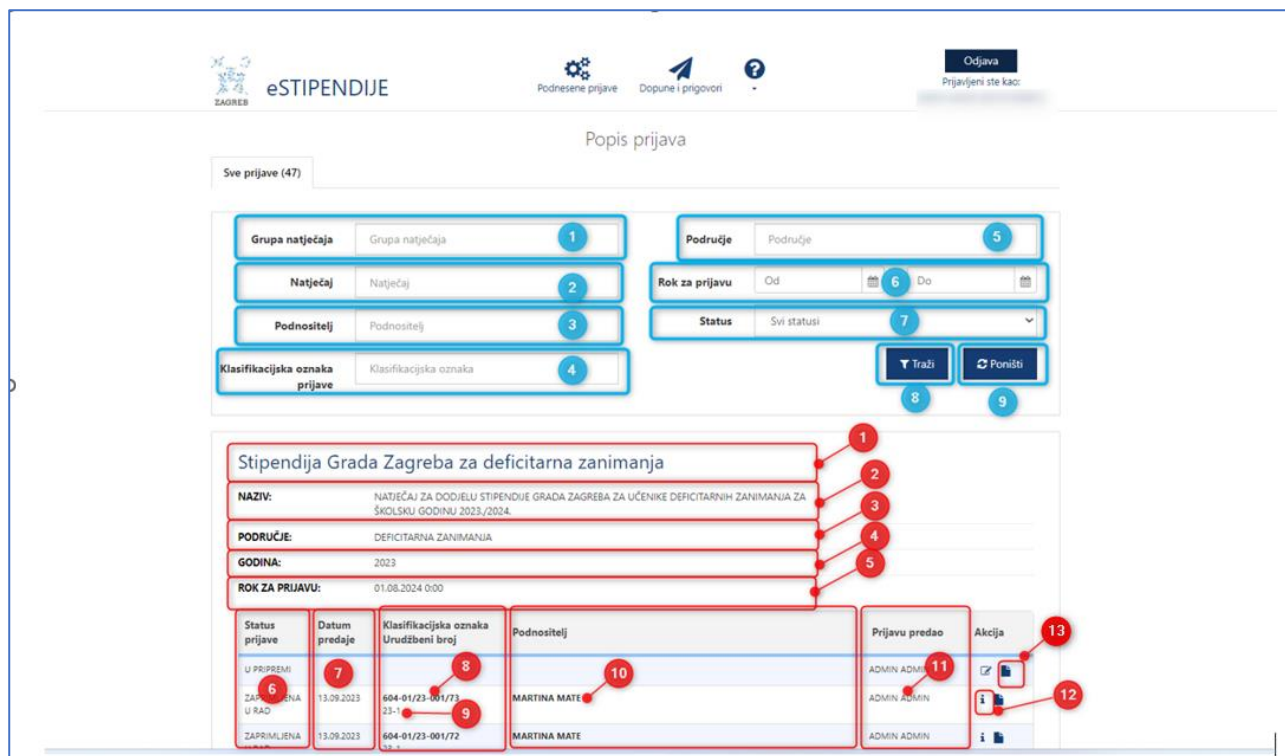 ZAGREB
eSTIPENDIJE
Podnesene prijave
Dopune i prigovori
?
Odjava
Prijavljeni ste kao:
Popis prijava
Sve prijave (47)
Grupa natječaja Grupa natječaja 1
Područje Područje 5
Natječaj Natječaj 2
Rok za prijavu Od 6 Do
Podnositelj Podnositelj 3
Status Svi statusi 7
Klasifikacijska oznaka
prijave
Klasifikacijska oznaka 4
Traži
Poništi
8 9
Stipendija Grada Zagreba za deficitarna zanimanja 1
NAZIV: NATJEČAJ ZA DODJELU STIPENDIJE GRADA ZAGREBA ZA UČENIKE DEFICITARNIH ZANIMANJA ZA 2
ŠKOLSKU GODINU 2023./2024.
PODRUČJE: DEFICITARNA ZANIMANJA 3
GODINA: 2023 4
ROK ZA PRIJAVU: 01.08.2024 0:00 5
Status
prijave
Datum
predaje
Klasifikacijska oznaka
Urudžbeni broj
Podnositelj
Prijavu predao
Akcija
13
U PRIPREMI 7 8 10 ADMIN 11
6 13.09.2023 604-01/23-001/73 MARTINA MATE ADMIN ADMIN i 12
U RADU 9
ZAPRIMLJENA 13.09.2023 604-01/23-001/72 MARTINA MATE ADMIN ADMIN i